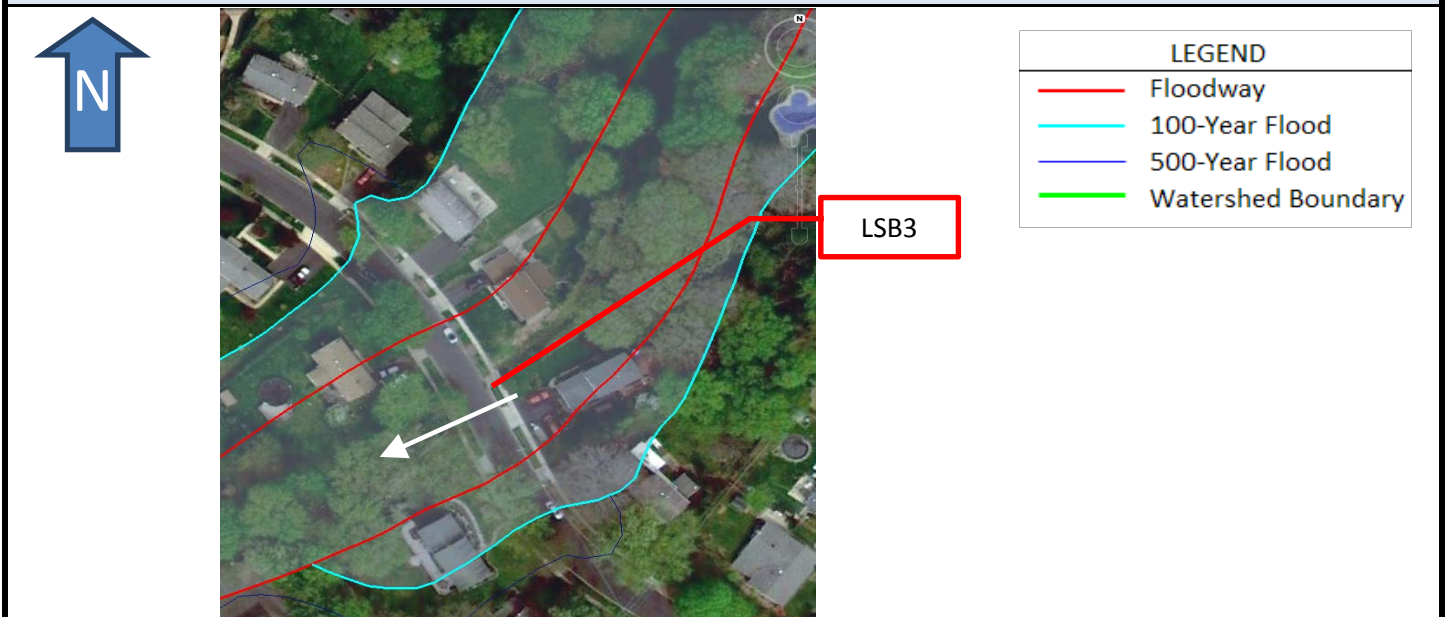 N
N
LSB3
LEGEND
Floodway
100-Year Flood
500-Year Flood
Watershed Boundary